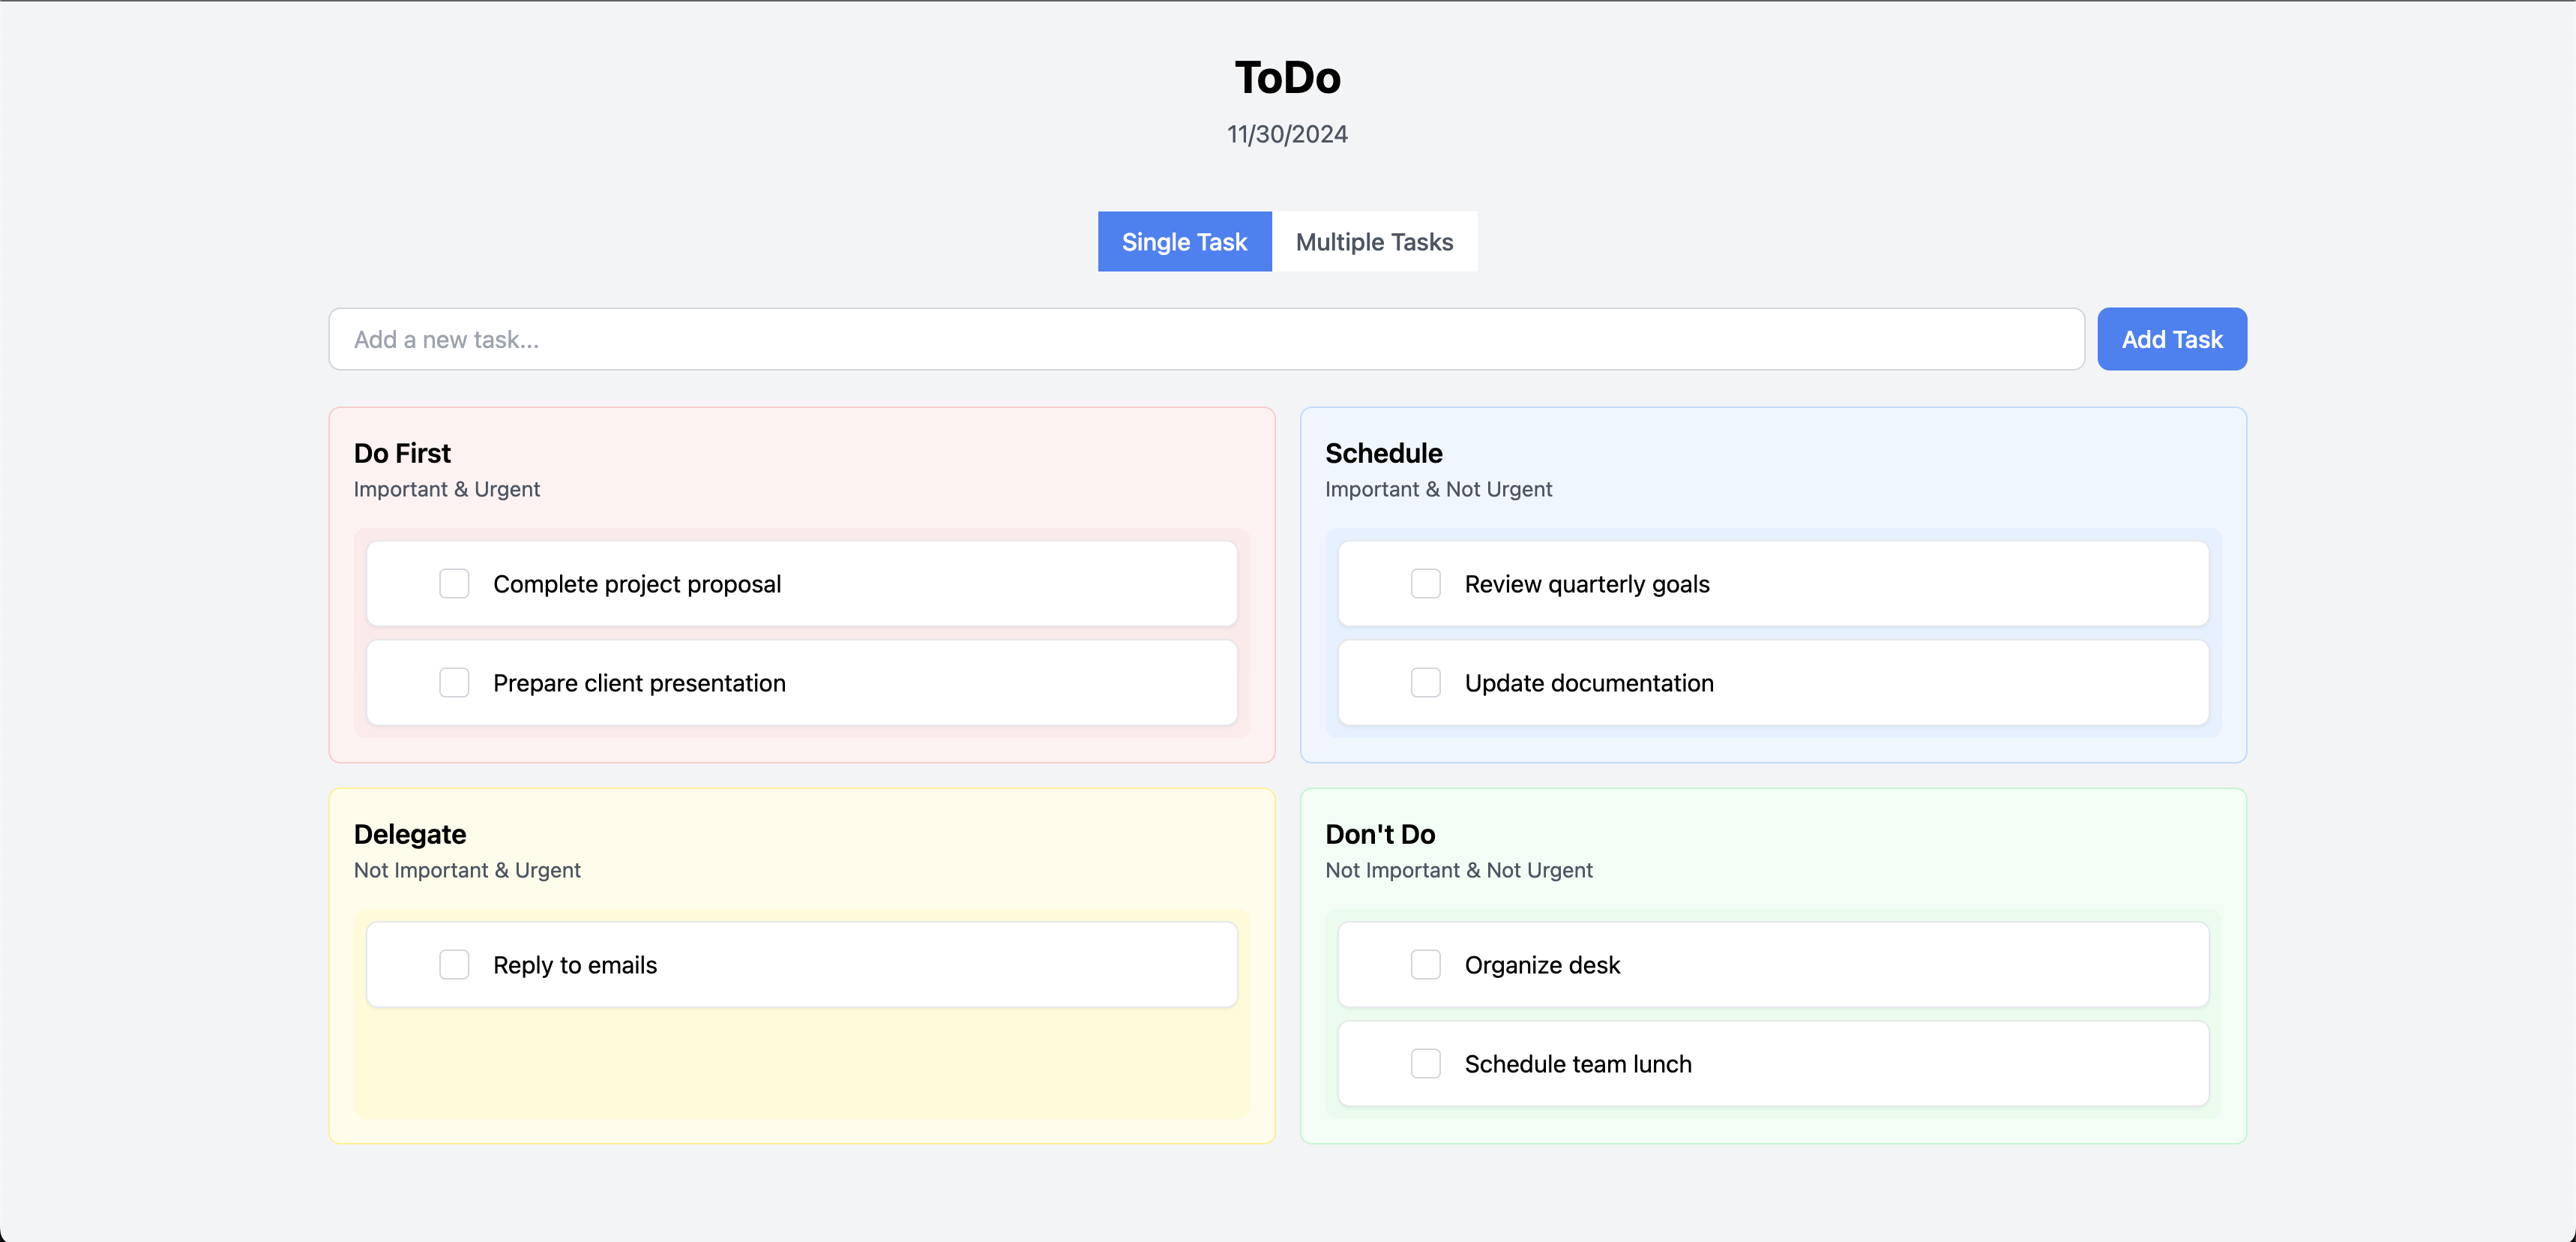 ToDo
11/30/2024
Single Task
Multiple Tasks
Add a new task...
Add Task
Do First
Important & Urgent
Complete project proposal
Prepare client presentation
Schedule
Important & Not Urgent
Review quarterly goals
Update documentation
Delegate
Not Important & Urgent
Reply to emails
Don't Do
Not Important & Not Urgent
Organize desk
Schedule team lunch